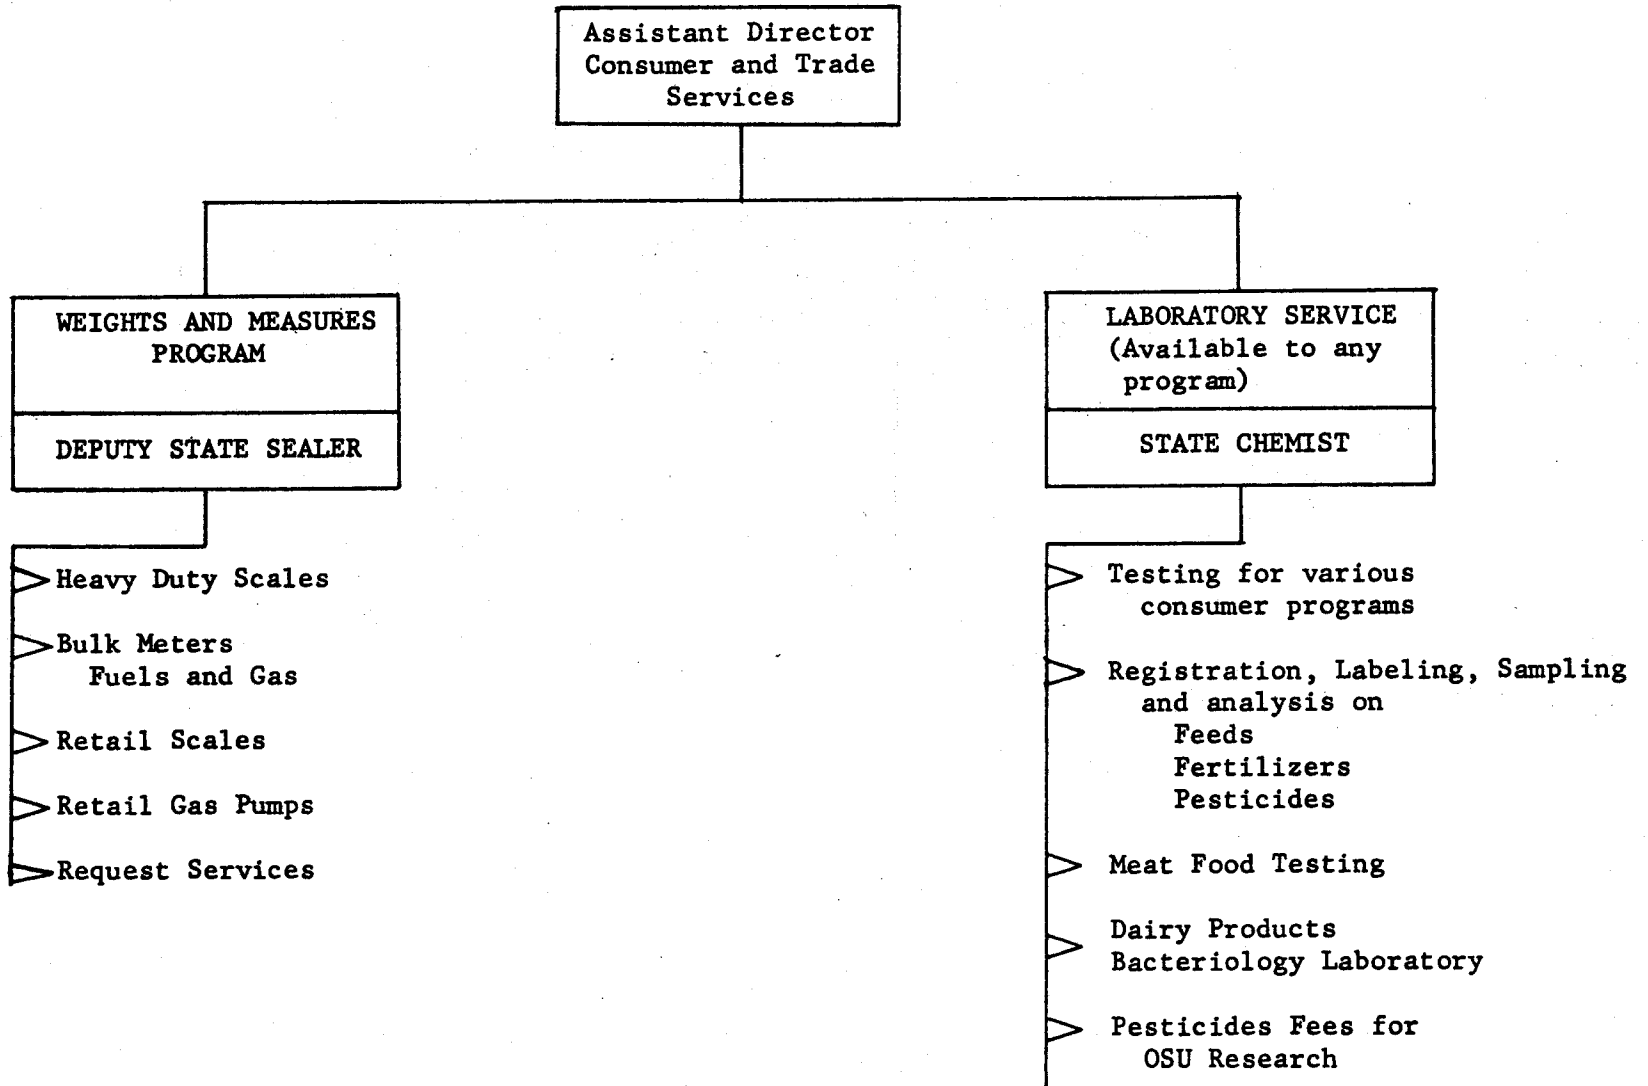 Assistant Director
Consumer and Trade
Services
WEIGHTS AND MEASURES
PROGRAM
DEPUTY STATE SEALER
Heavy Duty Scales
Bulk Meters
Fuels and Gas
Retail Scales
Retail Gas Pumps
Request Services
LABORATORY SERVICE
(Available to any
program)
STATE CHEMIST
Testing for various
consumer programs
Registration, Labeling, Sampling
and analysis on
Feeds
Fertilizers
Pesticides
Meat Food Testing
Dairy Products
Bacteriology Laboratory
Pesticides Fees for
OSU Research